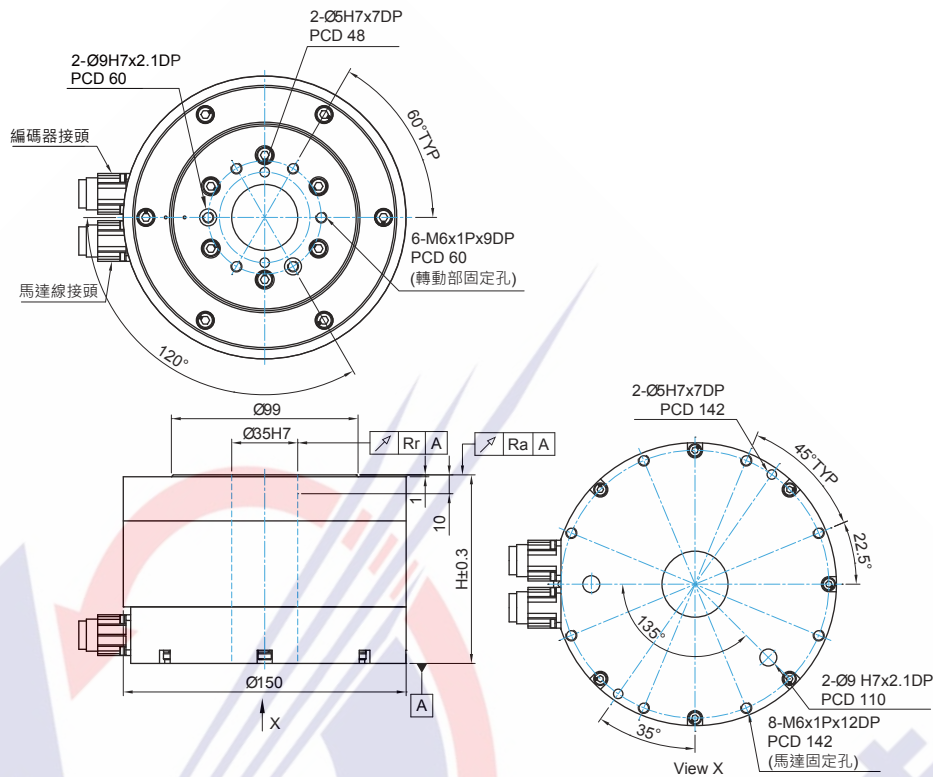 2-Ø5H7x7DP
PCD 48
2-Ø9H7x2.1DP
PCD 60
60°TYP
編碼器接頭
6-M6x1Px9DP
PCD 60
(轉動部固定孔)
馬達線接頭
120°
Ø99
Ø35H7
Rr A
Ra A
1
10
H±0.3
Ø150
A
X
2-Ø5H7x7DP
PCD 142
45°TYP
22.5°
135°
2-Ø9 H7x2.1DP
PCD 110
8-M6x1Px12DP
PCD 142
(馬達固定孔)
35°
View X